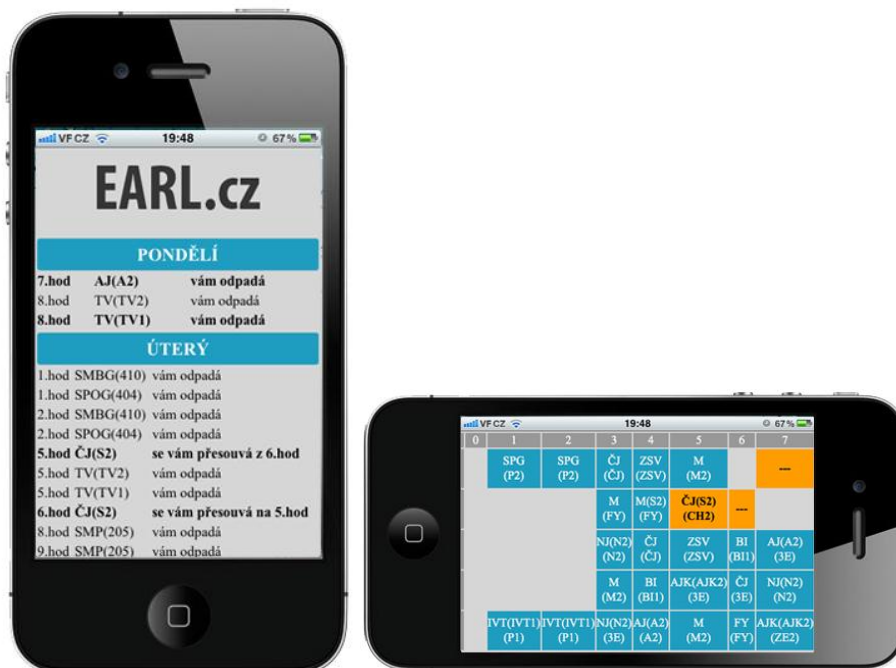 VF CZ 19:48 67%
EARL.cz
PONDĚLÍ
7.hod AJ(A2) vám odpadá
8.hod TV(TV2) vám odpadá
8.hod TV(TV1) vám odpadá
ÚTERÝ
1.hod SMBG(410) vám odpadá
1.hod SPOG(404) vám odpadá
2.hod SMBG(410) vám odpadá
2.hod SPOG(404) vám odpadá
5.hod ČJ(S2) se vám přesouvá z 6.hod
5.hod TV(TV2) vám odpadá
5.hod TV(TV1) vám odpadá
6.hod ČJ(S2) se vám přesouvá na 5.hod
8.hod SMP(205) vám odpadá
9.hod SMP(205) vám odpadá
VF CZ 19:48 67%
0 1 2 3 4 5 6 7
SPG SPG ČJ ZSV M ---
(P2) (P2) (ČJ) (ZSV) (M2)
M M(S2) ČJ(S2) ---
(FY) (FY) (CH2)
NJ(N2) ČJ ZSV BI AJ(A2)
(N2) (ČJ) (ZSV) (BI1) (3E)
M BI AJK(AJK2) ČJ NJ(N2)
(M2) (BI1) (3E) (3E) (N2)
IVT(IVT1) IVT(IVT1) NJ(N2) AJ(A2) M FY AJK(AJK2)
(P1) (P1) (3E) (A2) (M2) (FY) (ZE2)